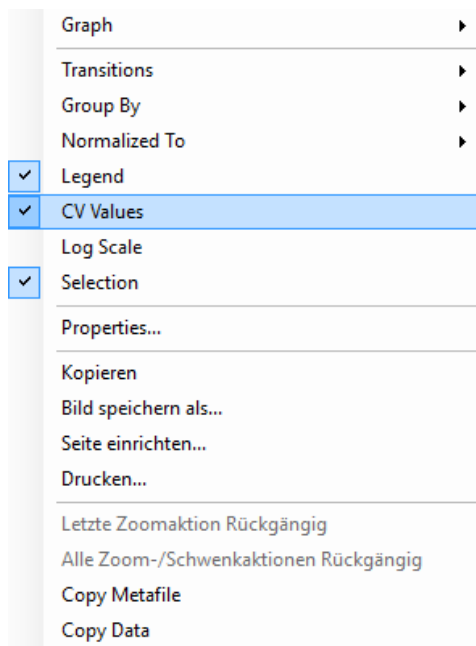 Graph
Transitions
Group By
Normalized To
Legend
CV Values
Log Scale
Selection
Properties...
Kopieren
Bild speichern als...
Seite einrichten...
Drucken...
Letzte Zoomaktion Rückgängig
Alle Zoom-/Schwenkaktionen Rückgängig
Copy Metafile
Copy Data